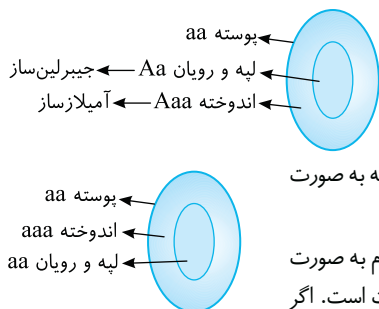 پوسته aa
لپه و رویان Aa ← جیبرلین‌ساز
اندوخته Aaa ← آمیلازساز
ه به صورت
پوسته aa
اندوخته aaa
لپه و رویان aa
م به صورت
ت است. اگر